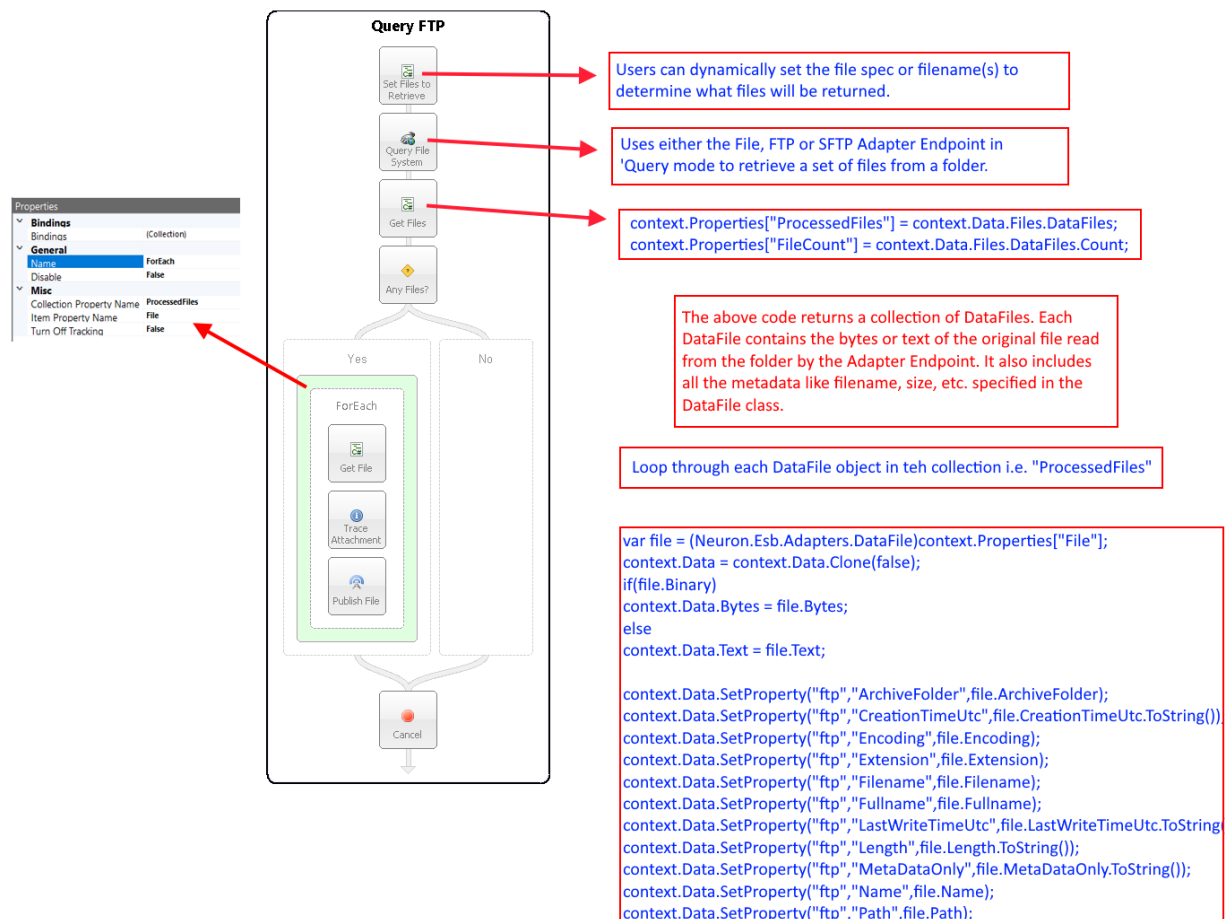 Query FTP
Set Files to
Retrieve
Users can dynamically set the file spec or filename(s) to
determine what files will be returned.
Query File
System
Uses either the File, FTP or SFTP Adapter Endpoint in
'Query mode to retrieve a set of files from a folder.
Get Files
context.Properties["ProcessedFiles"] = context.Data.Files.DataFiles;
context.Properties["FileCount"] = context.Data.Files.DataFiles.Count;
Properties
Bindings
Bindings (Collection)
General
Name ForEach
Disable False
Misc
Collection Property Name ProcessedFiles
Item Property Name File
Turn Off Tracking False
Any Files?
The above code returns a collection of DataFiles. Each
DataFile contains the bytes or text of the original file read
from the folder by the Adapter Endpoint. It also includes
all the metadata like filename, size, etc. specified in the
DataFile class.
Yes
No
ForEach
Get File
Trace
Attachment
Publish File
Cancel
Loop through each DataFile object in teh collection i.e. "ProcessedFiles"
var file = (Neuron.Esb.Adapters.DataFile)context.Properties["File"];
context.Data = context.Data.Clone(false);
if(file.Binary)
context.Data.Bytes = file.Bytes;
else
context.Data.Text = file.Text;
context.Data.SetProperty("ftp","ArchiveFolder",file.ArchiveFolder);
context.Data.SetProperty("ftp","CreationTimeUtc",file.CreationTimeUtc.ToString());
context.Data.SetProperty("ftp","Encoding",file.Encoding);
context.Data.SetProperty("ftp","Extension",file.Extension);
context.Data.SetProperty("ftp","Filename",file.Filename);
context.Data.SetProperty("ftp","Fullname",file.Fullname);
context.Data.SetProperty("ftp","LastWriteTimeUtc",file.LastWriteTimeUtc.ToString(
context.Data.SetProperty("ftp","Length",file.Length.ToString());
context.Data.SetProperty("ftp","MetaDataOnly",file.MetaDataOnly.ToString());
context.Data.SetProperty("ftp","Name",file.Name);
context.Data.SetProperty("ftp","Path",file.Path);